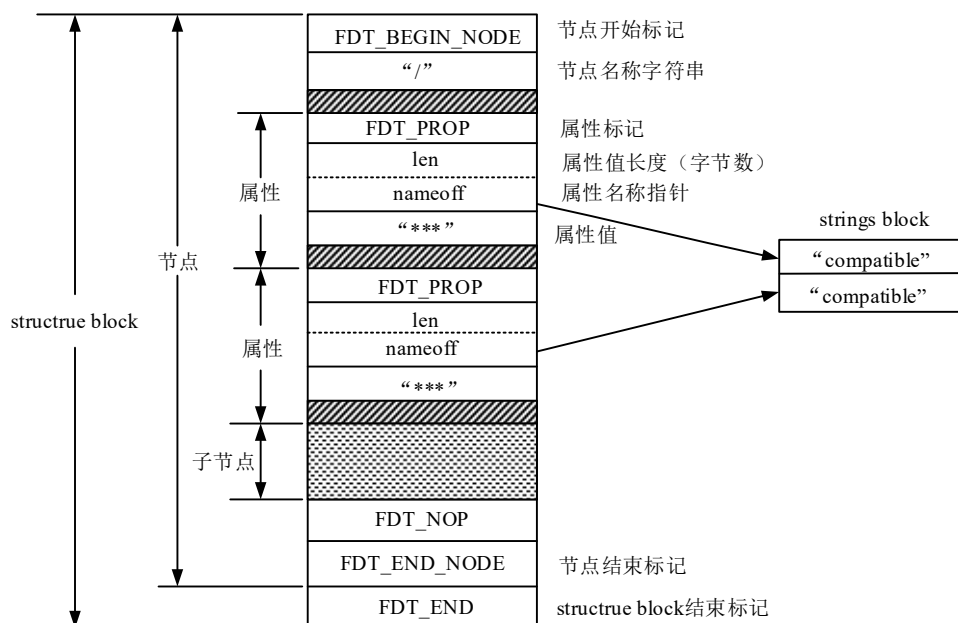 FDT_BEGIN_NODE 节点开始标记
“/” 节点名称字符串
FDT_PROP 属性标记
len 属性值长度（字节数）
nameoff 属性名称指针
“***” 属性值
属性
FDT_PROP
len
nameoff
“***”
属性
子节点
FDT_NOP
FDT_END_NODE 节点结束标记
FDT_END structrue block结束标记
节点
structrue block
strings block
“compatible”
“compatible”